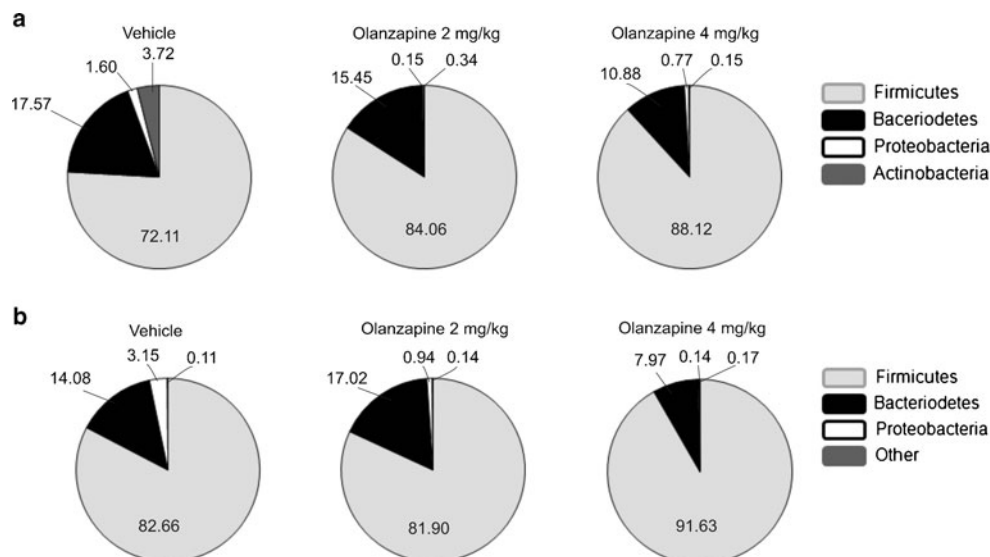 a
Vehicle
3.72
1.60
17.57
72.11
Olanzapine 2 mg/kg
0.15 0.34
15.45
84.06
Olanzapine 4 mg/kg
0.77 0.15
10.88
88.12
Firmicutes
Baceriodetes
Proteobacteria
Actinobacteria
b
Vehicle
3.15 0.11
14.08
82.66
Olanzapine 2 mg/kg
0.94 0.14
17.02
81.90
Olanzapine 4 mg/kg
7.97 0.14 0.17
91.63
Firmicutes
Bacteriodetes
Proteobacteria
Other